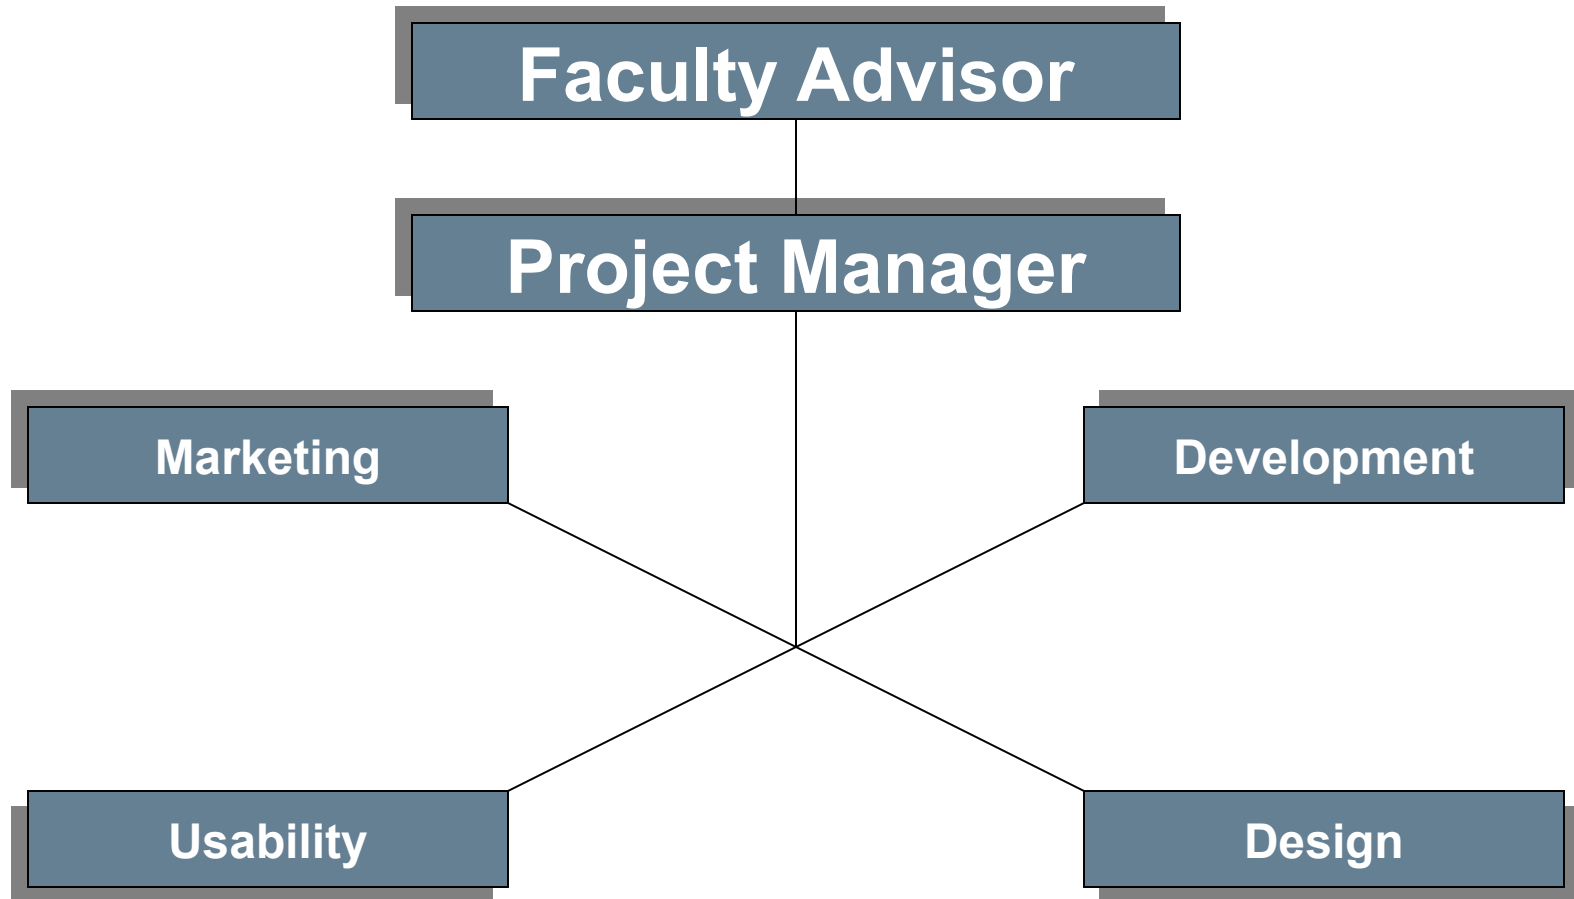 Faculty Advisor
Project Manager
Marketing
Development
Usability
Design